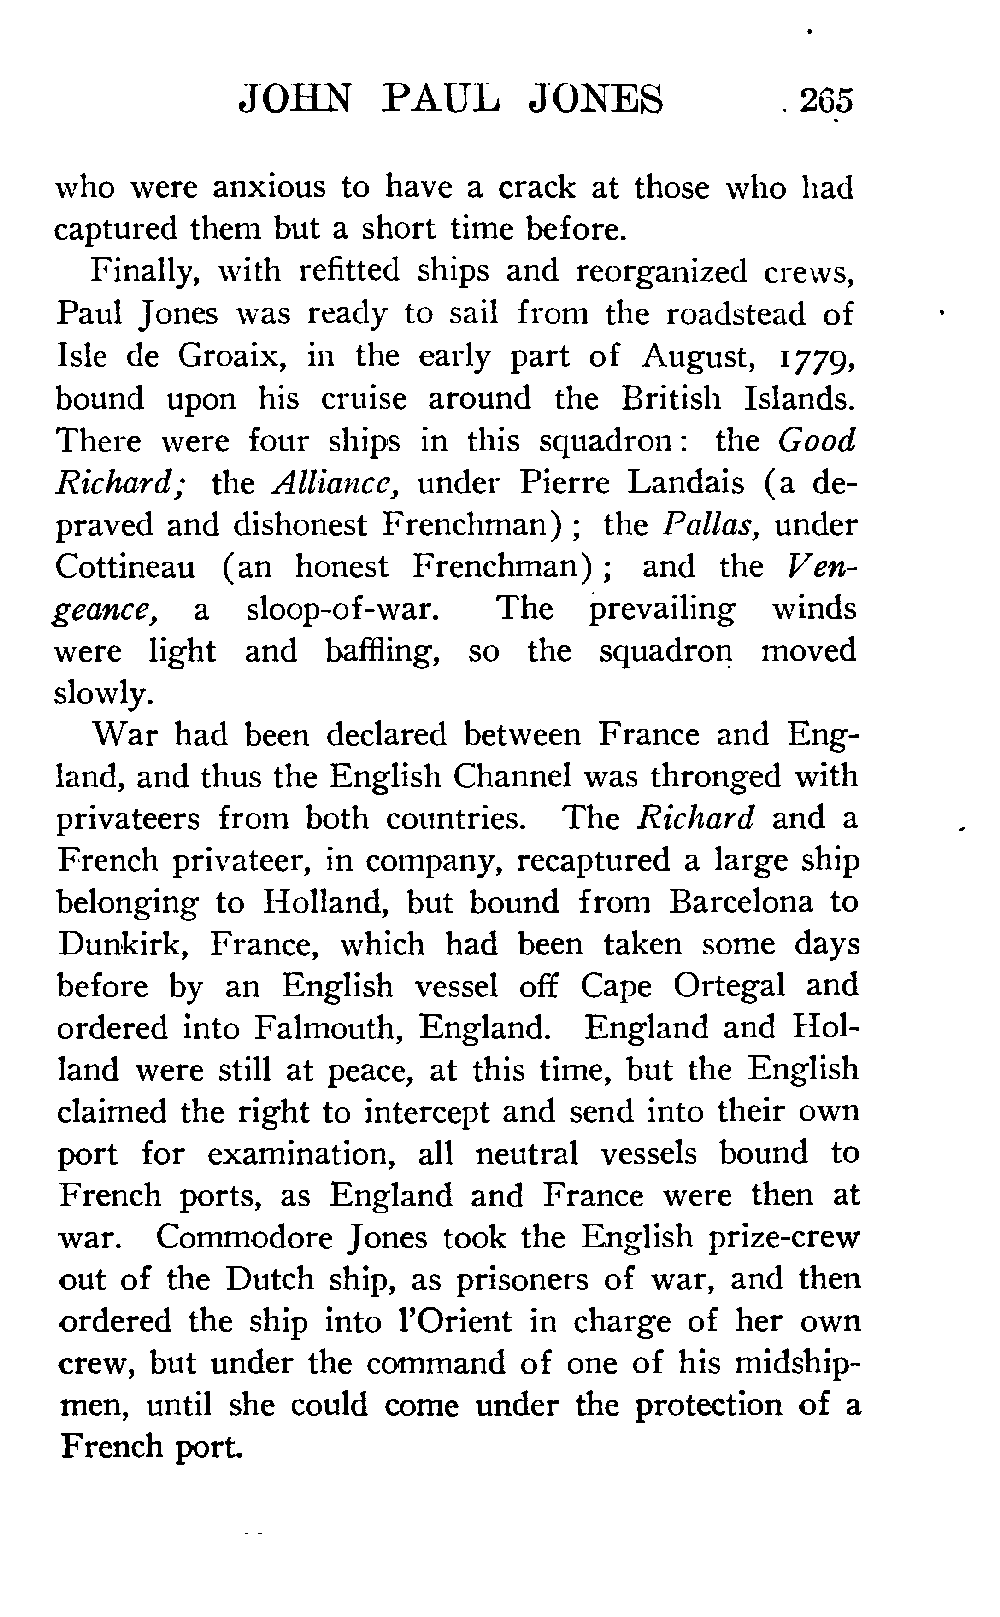 JOHN PAUL JONES 265
who were anxious to have a crack at those who had
captured them but a short time before.
Finally, with refitted ships and reorganized crews,
Paul Jones was ready to sail from the roadstead of
Isle de Groaix, in the early part of August, 1779,
bound upon his cruise around the British Islands.
There were four ships in this squadron: the Good
Richard; the Alliance, under Pierre Landais (a de-
praved and dishonest Frenchman); the Pallas, under
Cottineau (an honest Frenchman); and the Ven-
geance, a sloop-of-war. The prevailing winds
were light and baffling, so the squadron moved
slowly.
War had been declared between France and Eng-
land, and thus the English Channel was thronged with
privateers from both countries. The Richard and a
French privateer, in company, recaptured a large ship
belonging to Holland, but bound from Barcelona to
Dunkirk, France, which had been taken some days
before by an English vessel off Cape Ortegal and
ordered into Falmouth, England. England and Hol-
land were still at peace, at this time, but the English
claimed the right to intercept and send into their own
port for examination, all neutral vessels bound to
French ports, as England and France were then at
war. Commodore Jones took the English prize-crew
out of the Dutch ship, as prisoners of war, and then
ordered the ship into l'Orient in charge of her own
crew, but under the command of one of his midship-
men, until she could come under the protection of a
French port.